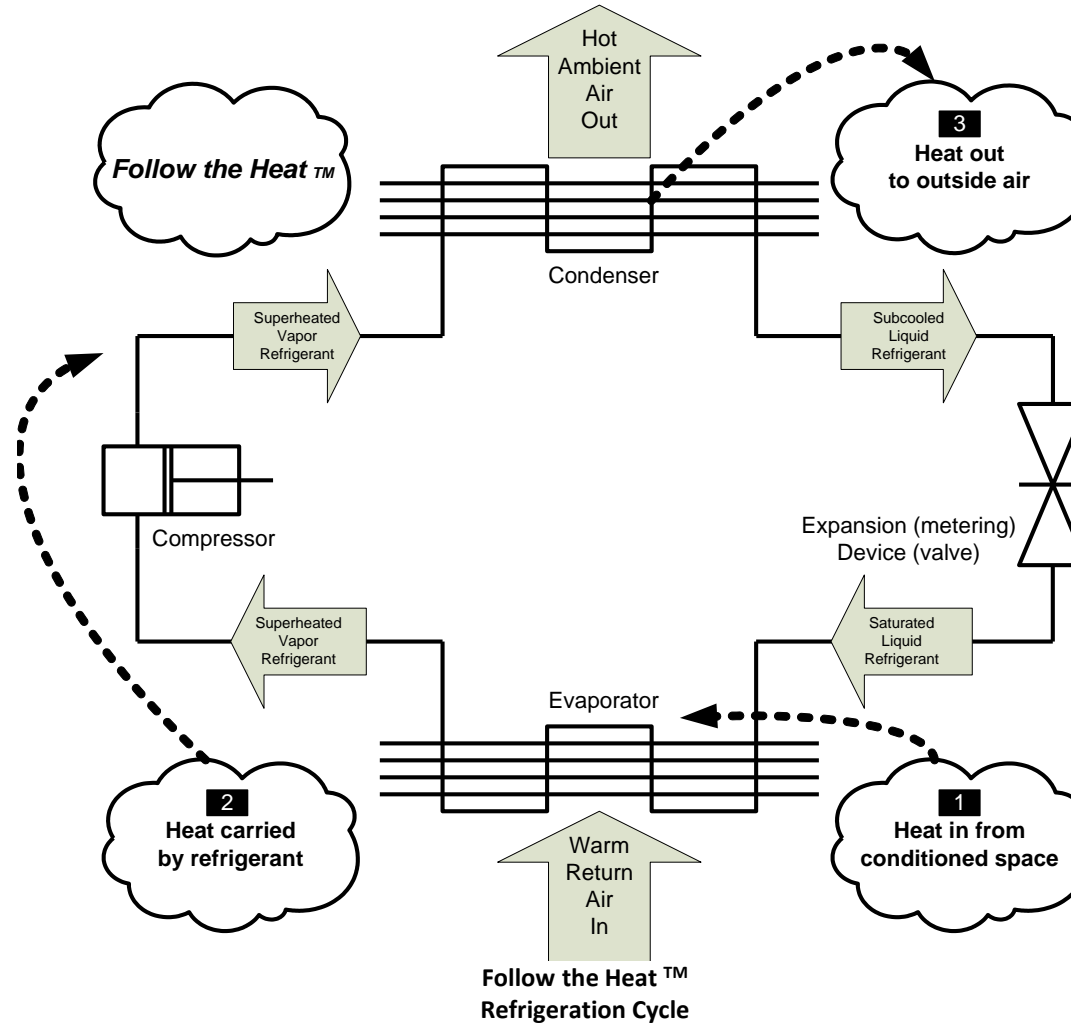 Hot
Ambient
Air
Out
Follow the Heat TM
3
Heat out
to outside air
Condenser
Superheated
Vapor
Refrigerant
Subcooled
Liquid
Refrigerant
Compressor
Expansion (metering)
Device (valve)
Superheated
Vapor
Refrigerant
Saturated
Liquid
Refrigerant
Evaporator
2
Heat carried
by refrigerant
1
Heat in from
conditioned space
Warm
Return
Air
In
Follow the Heat TM
Refrigeration Cycle